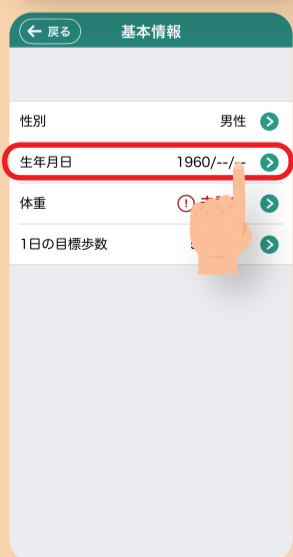 ← 戻る 基本情報
性別 男性
生年月日 1960/--/--
体重
1日の目標歩数